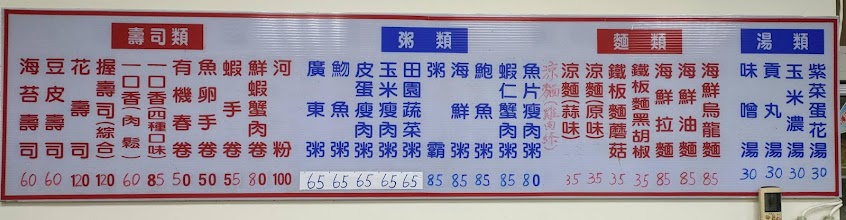 壽司類
海苔壽司 60
豆皮壽司 60
花壽司 120
握壽司(綜合) 120
一口香(肉鬆) 60
一口香(四種口味) 85
有機春卷 50
魚卵手卷 50
蝦手卷 55
鮮蝦蟹肉卷 80
河粉 100
粥類
廣東粥 65
魩魚粥 65
皮蛋瘦肉粥 65
玉米瘦肉粥 65
田園蔬菜粥 65
粥霸 85
海鮮粥 85
鮑魚粥 85
蝦仁蟹肉粥 85
魚片瘦肉粥 80
麵類
涼麵(雞肉絲)
涼麵(蒜味) 35
涼麵(原味) 35
鐵板麵蘑菇 35
鐵板麵黑胡椒 35
海鮮拉麵 85
海鮮油麵 85
海鮮烏龍麵 85
湯類
味噌湯 30
貢丸湯 30
玉米濃湯 30
紫菜蛋花湯 30